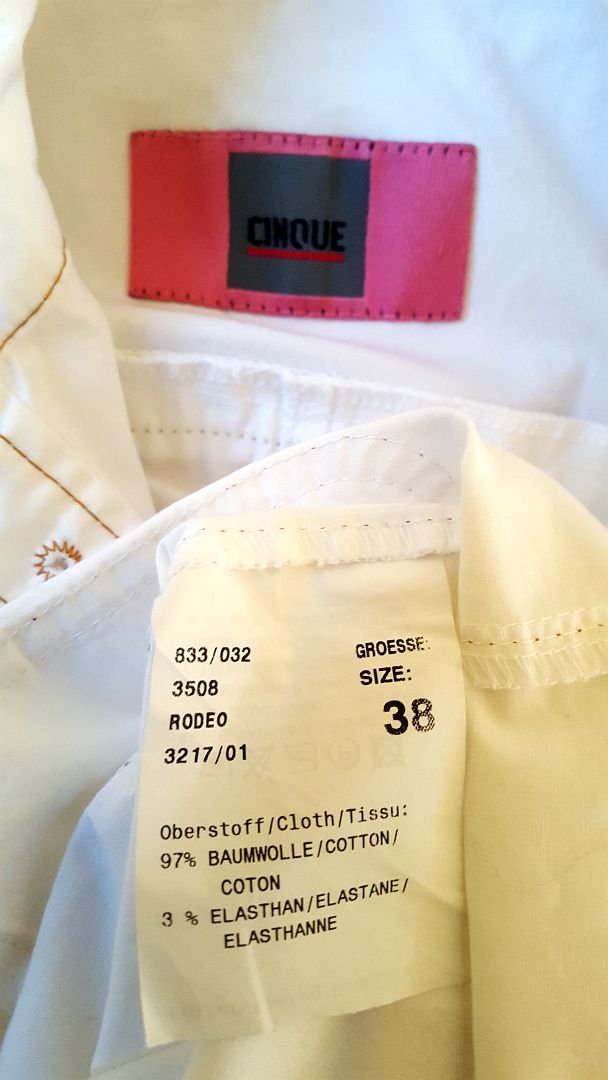 CINQUE
833/032
3508
RODEO
3217/01
GROESSE:
SIZE:
38
Oberstoff/Cloth/Tissu:
97% BAUMWOLLE/COTTON/
COTON
3 % ELASTHAN/ELASTANE/
ELASTHANNE